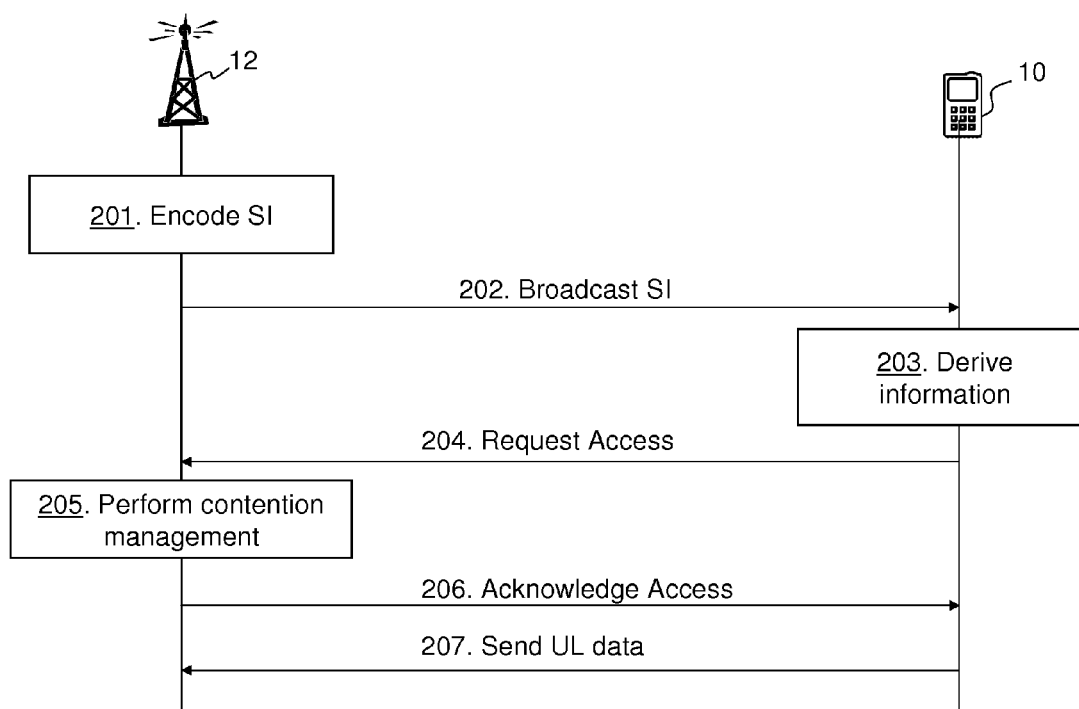 12
10
201. Encode SI
202. Broadcast SI
203. Derive
information
204. Request Access
205. Perform contention
management
206. Acknowledge Access
207. Send UL data